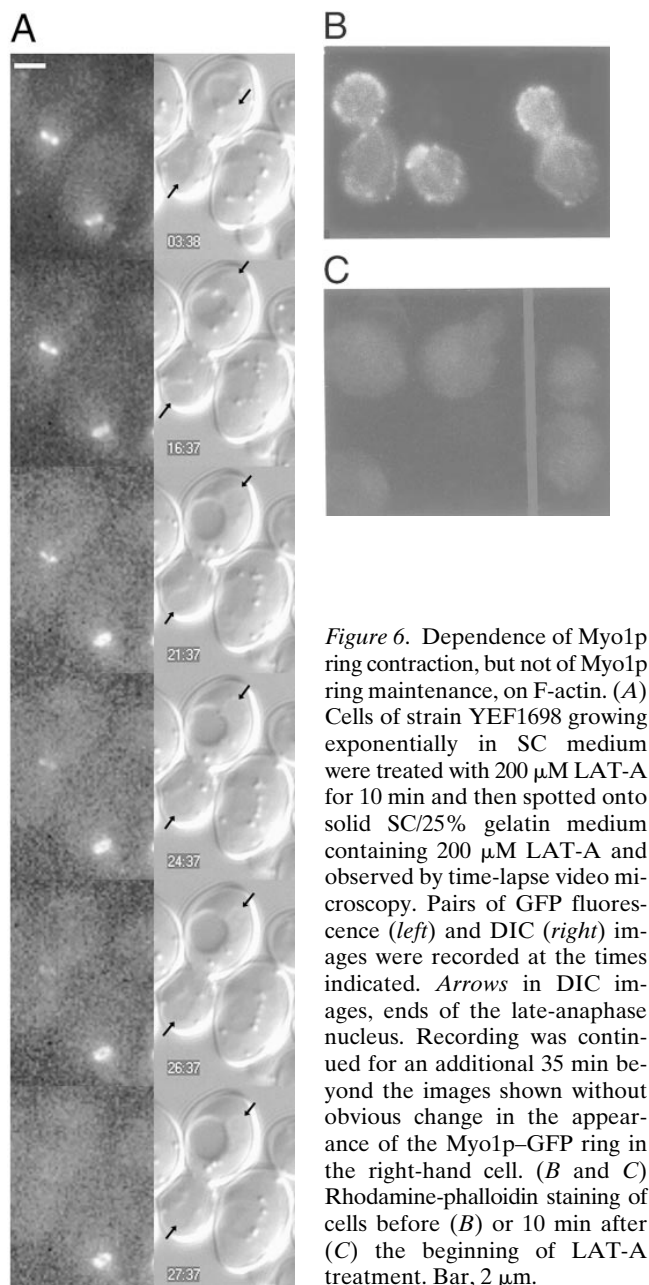 A
B
03:38
C
16:37
21:37
24:37
26:37
27:37
Figure 6. Dependence of Myo1p
ring contraction, but not of Myo1p
ring maintenance, on F-actin. (A)
Cells of strain YEF1698 growing
exponentially in SC medium
were treated with 200 μM LAT-A
for 10 min and then spotted onto
solid SC/25% gelatin medium
containing 200 μM LAT-A and
observed by time-lapse video mi-
croscopy. Pairs of GFP fluores-
cence (left) and DIC (right) im-
ages were recorded at the times
indicated. Arrows in DIC im-
ages, ends of the late-anaphase
nucleus. Recording was contin-
ued for an additional 35 min be-
yond the images shown without
obvious change in the appear-
ance of the Myo1p–GFP ring in
the right-hand cell. (B and C)
Rhodamine-phalloidin staining of
cells before (B) or 10 min after
(C) the beginning of LAT-A
treatment. Bar, 2 μm.